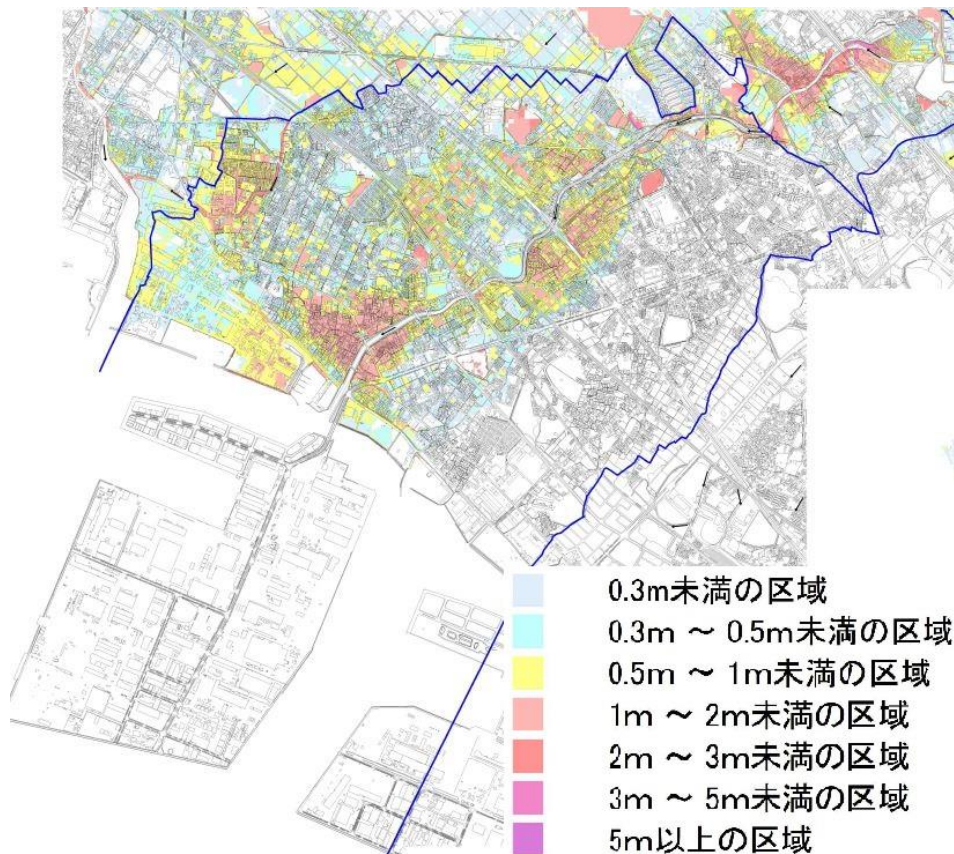 0.3m未満の区域
0.3m ～ 0.5m未満の区域
0.5m ～ 1m未満の区域
1m ～ 2m未満の区域
2m ～ 3m未満の区域
3m ～ 5m未満の区域
5m以上の区域